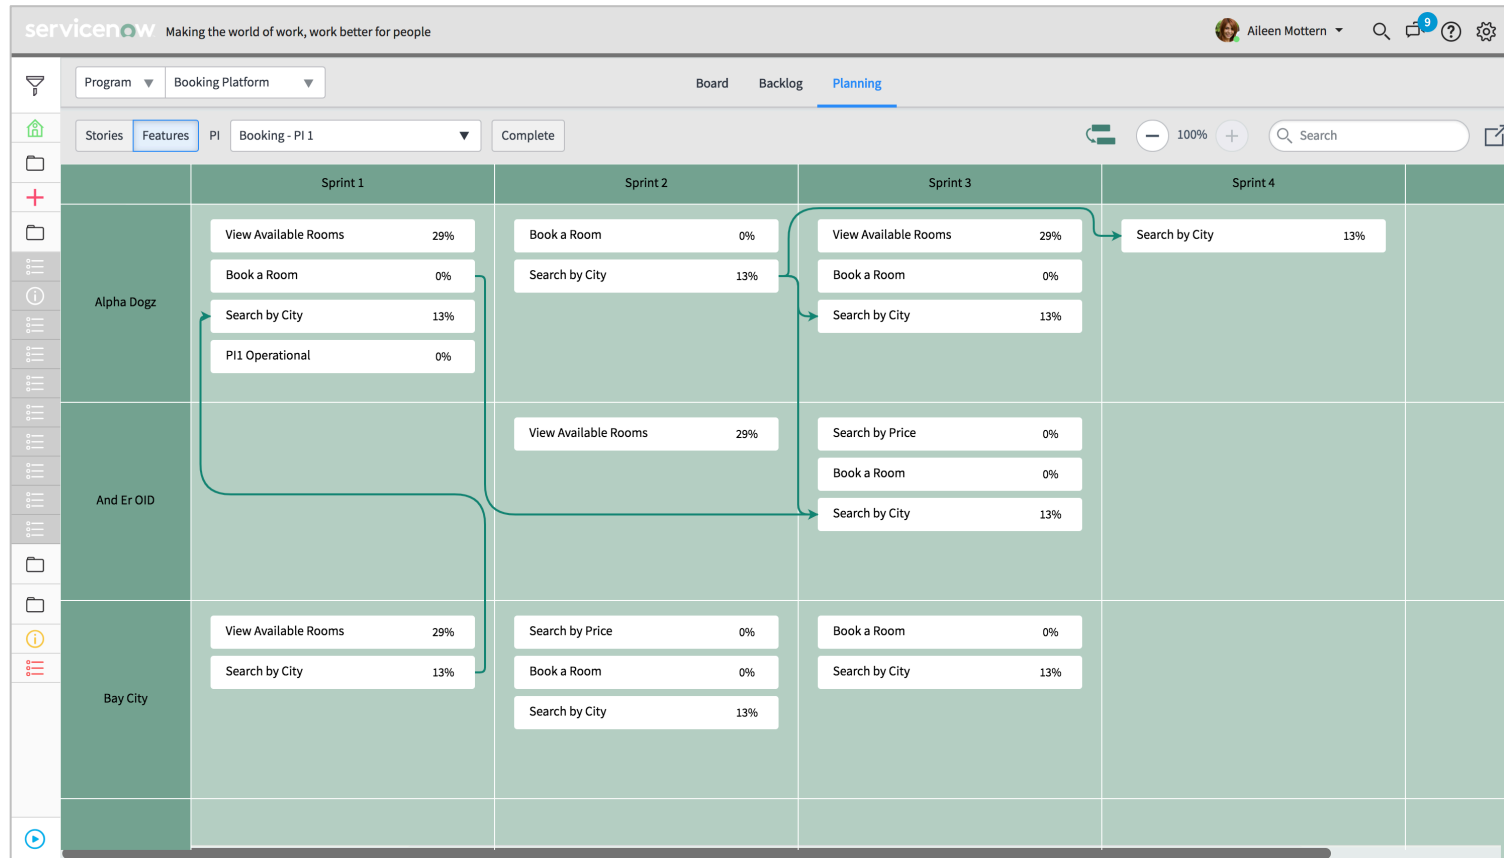 servicenow Making the world of work, work better for people
Aileen Mottern
9
Program
Booking Platform
Board
Backlog
Planning
Stories
Features
PI
Booking - PI 1
Complete
100%
Search
Sprint 1
Sprint 2
Sprint 3
Sprint 4
Alpha Dogz
View Available Rooms 29%
Book a Room 0%
Search by City 13%
PI1 Operational 0%
Book a Room 0%
Search by City 13%
View Available Rooms 29%
Book a Room 0%
Search by City 13%
Search by City 13%
And Er OID
View Available Rooms 29%
Search by Price 0%
Book a Room 0%
Search by City 13%
Bay City
View Available Rooms 29%
Search by City 13%
Search by Price 0%
Book a Room 0%
Search by City 13%
Book a Room 0%
Search by City 13%